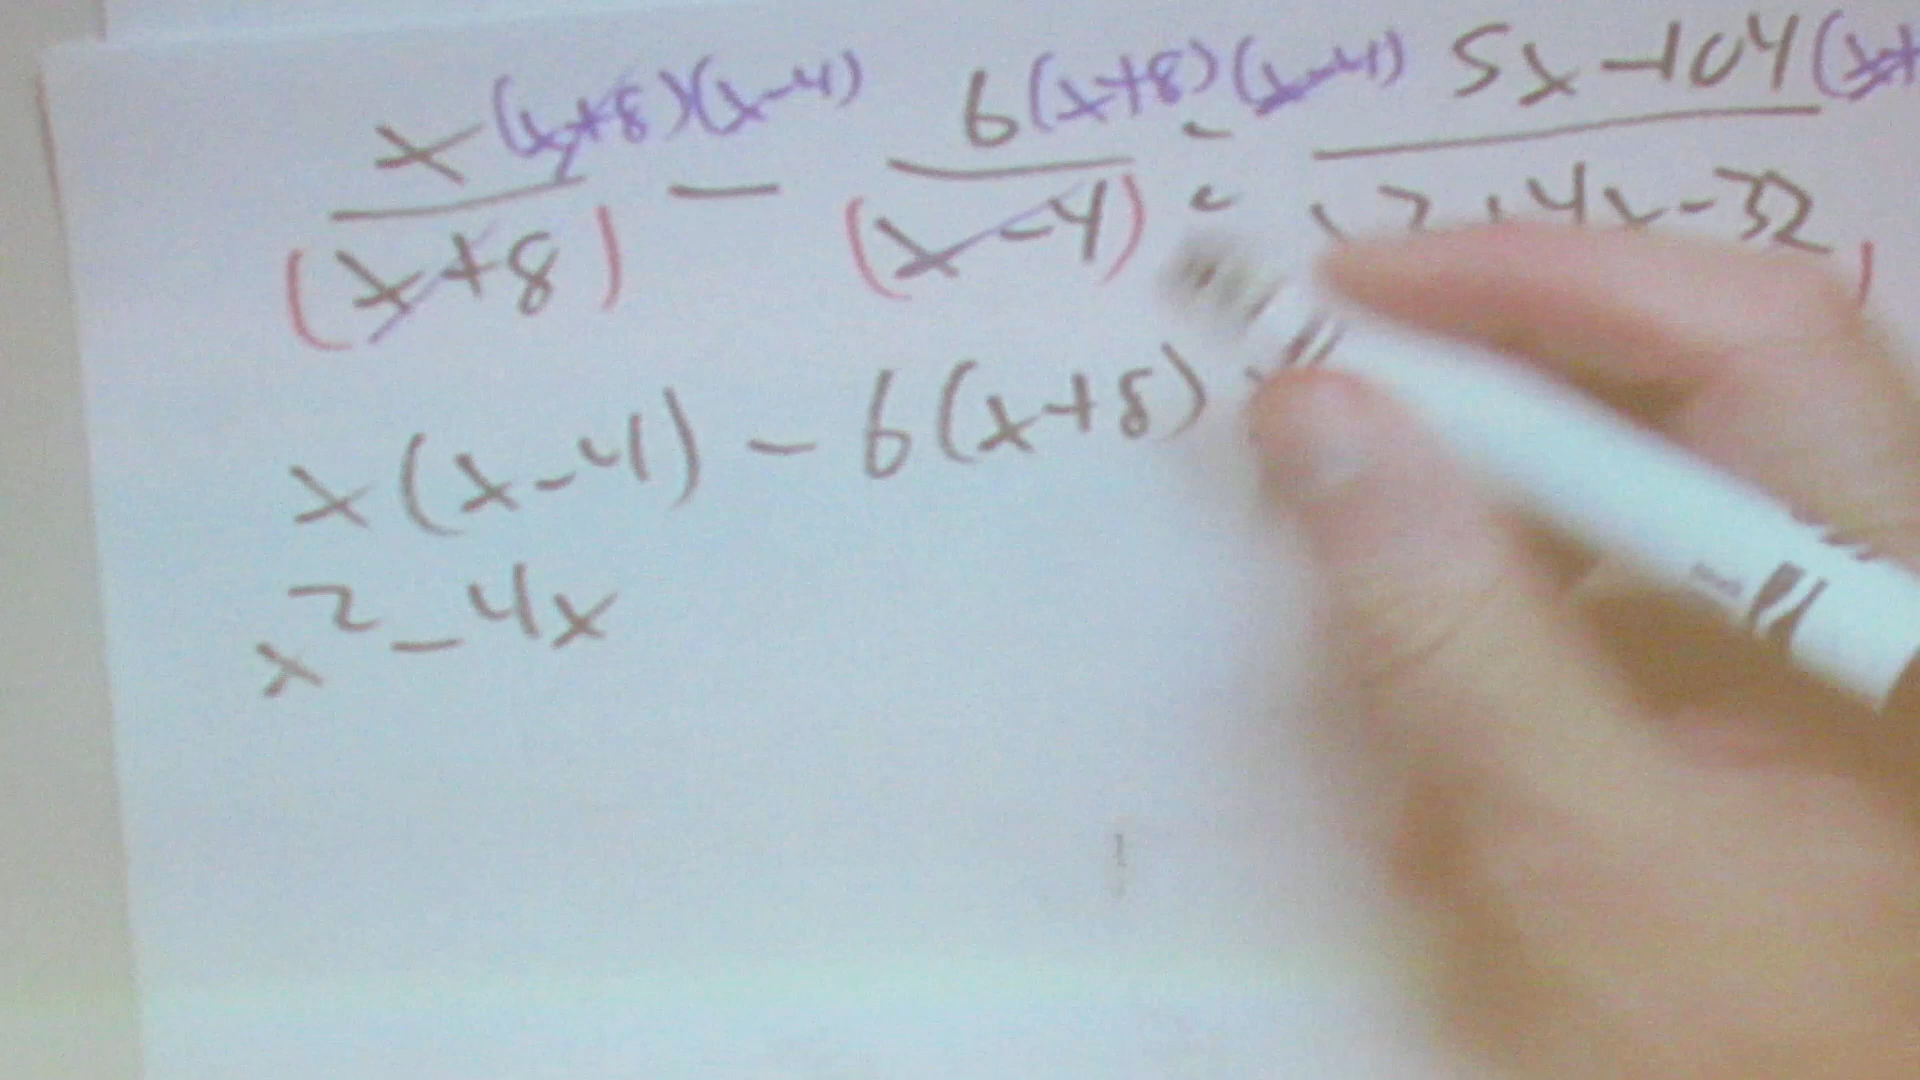 x(x+8)(x-4) 6(x+8)(x-4) 5x-104(x+
— - — = —
(x+8) (x-4) x²+4x-32
x(x-4) - 6(x+8)
x²-4x